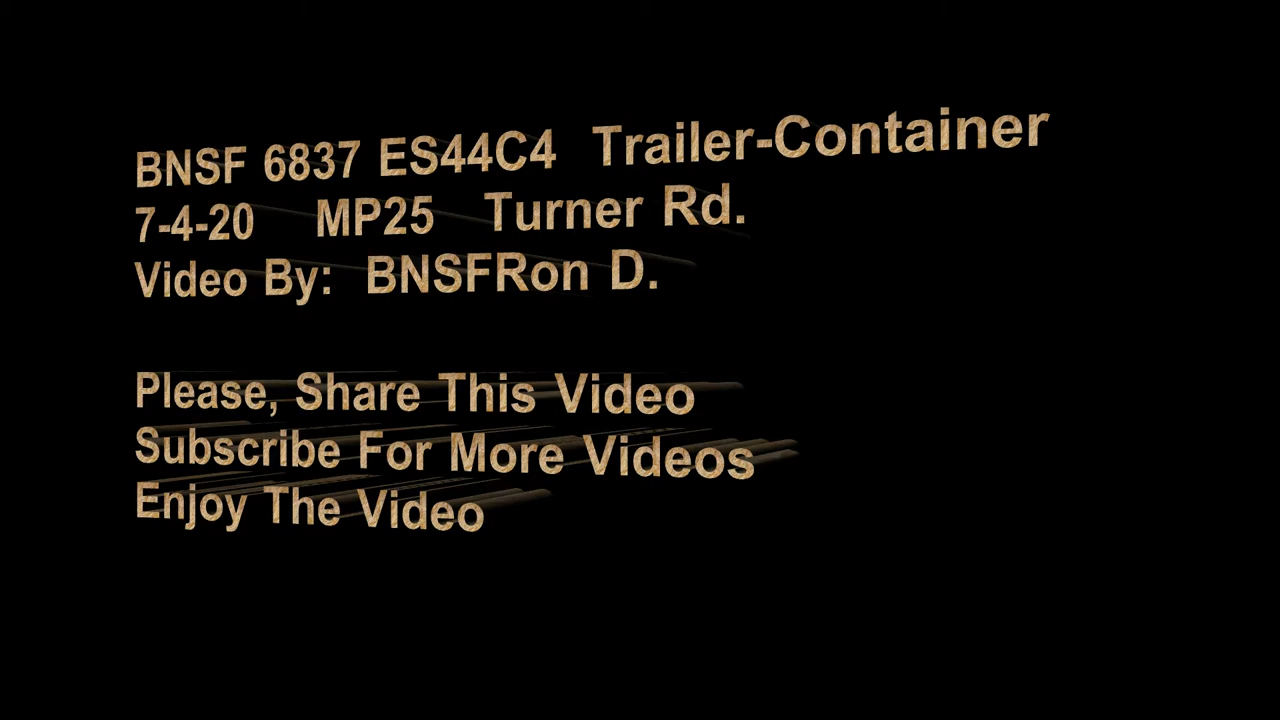 BNSF 6837 ES44C4 Trailer-Container
7-4-20 MP25 Turner Rd.
Video By: BNSFRon D.
Please, Share This Video
Subscribe For More Videos
Enjoy The Video